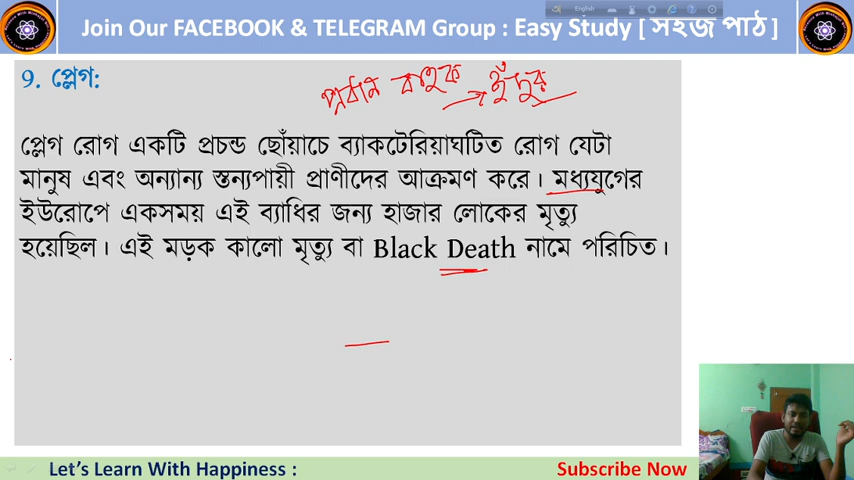 Join Our FACEBOOK & TELEGRAM Group : Easy Study [ সহজ পাঠ ]
English
9. প্লেগ:
প্রধান বাহক → ইঁদুর
প্লেগ রোগ একটি প্রচন্ড ছোঁয়াচে ব্যাকটেরিয়াঘটিত রোগ যেটা
মানুষ এবং অন্যান্য স্তন্যপায়ী প্রাণীদের আক্রমণ করে। মধ্যযুগের
ইউরোপে একসময় এই ব্যাধির জন্য হাজার লোকের মৃত্যু
হয়েছিল। এই মড়ক কালো মৃত্যু বা Black Death নামে পরিচিত।
Let's Learn With Happiness :
Subscribe Now